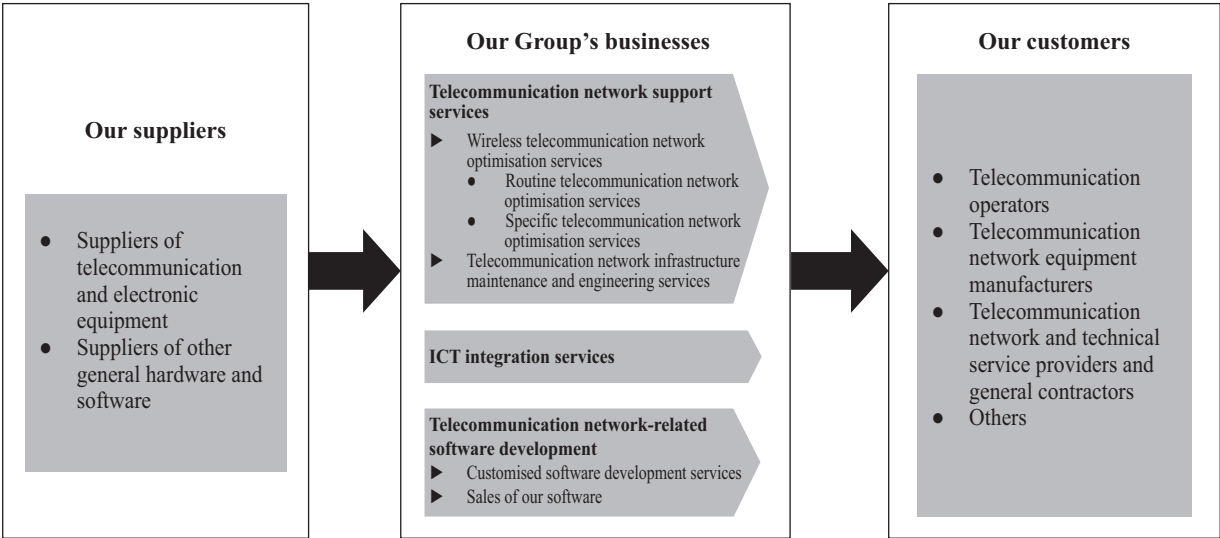 Our suppliers
● Suppliers of
telecommunication
and electronic
equipment
● Suppliers of other
general hardware and
software
Our Group’s businesses
Telecommunication network support
services
▶ Wireless telecommunication network
optimisation services
● Routine telecommunication network
optimisation services
● Specific telecommunication network
optimisation services
▶ Telecommunication network infrastructure
maintenance and engineering services
ICT integration services
Telecommunication network-related
software development
▶ Customised software development services
▶ Sales of our software
Our customers
● Telecommunication
operators
● Telecommunication
network equipment
manufacturers
● Telecommunication
network and technical
service providers and
general contractors
● Others